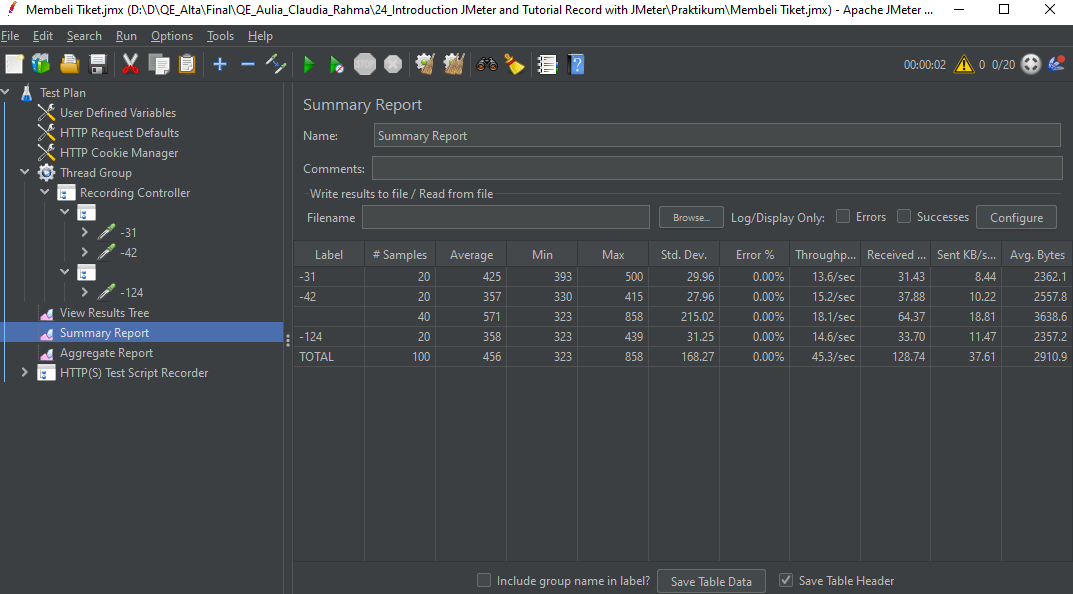 Membeli Tiket.jmx (D:\D\QE_Alta\Final\QE_Aulia_Claudia_Rahma\24_Introduction JMeter and Tutorial Record with JMeter\Praktikum\Membeli Tiket.jmx) - Apache JMeter ...
File Edit Search Run Options Tools Help
STOP 00:00:02 0 0/20
Test Plan
User Defined Variables
HTTP Request Defaults
HTTP Cookie Manager
Thread Group
Recording Controller
-31
-42
-124
View Results Tree
Summary Report
Aggregate Report
HTTP(S) Test Script Recorder
Summary Report
Name: Summary Report
Comments:
Write results to file / Read from file
Filename Browse... Log/Display Only: Errors Successes Configure
Label # Samples Average Min Max Std. Dev. Error % Throughp... Received ... Sent KB/s... Avg. Bytes
-31 20 425 393 500 29.96 0.00% 13.6/sec 31.43 8.44 2362.1
-42 20 357 330 415 27.96 0.00% 15.2/sec 37.88 10.22 2557.8
40 571 323 858 215.02 0.00% 18.1/sec 64.37 18.81 3638.6
-124 20 358 323 439 31.25 0.00% 14.6/sec 33.70 11.47 2357.2
TOTAL 100 456 323 858 168.27 0.00% 45.3/sec 128.74 37.61 2910.9
Include group name in label? Save Table Data Save Table Header